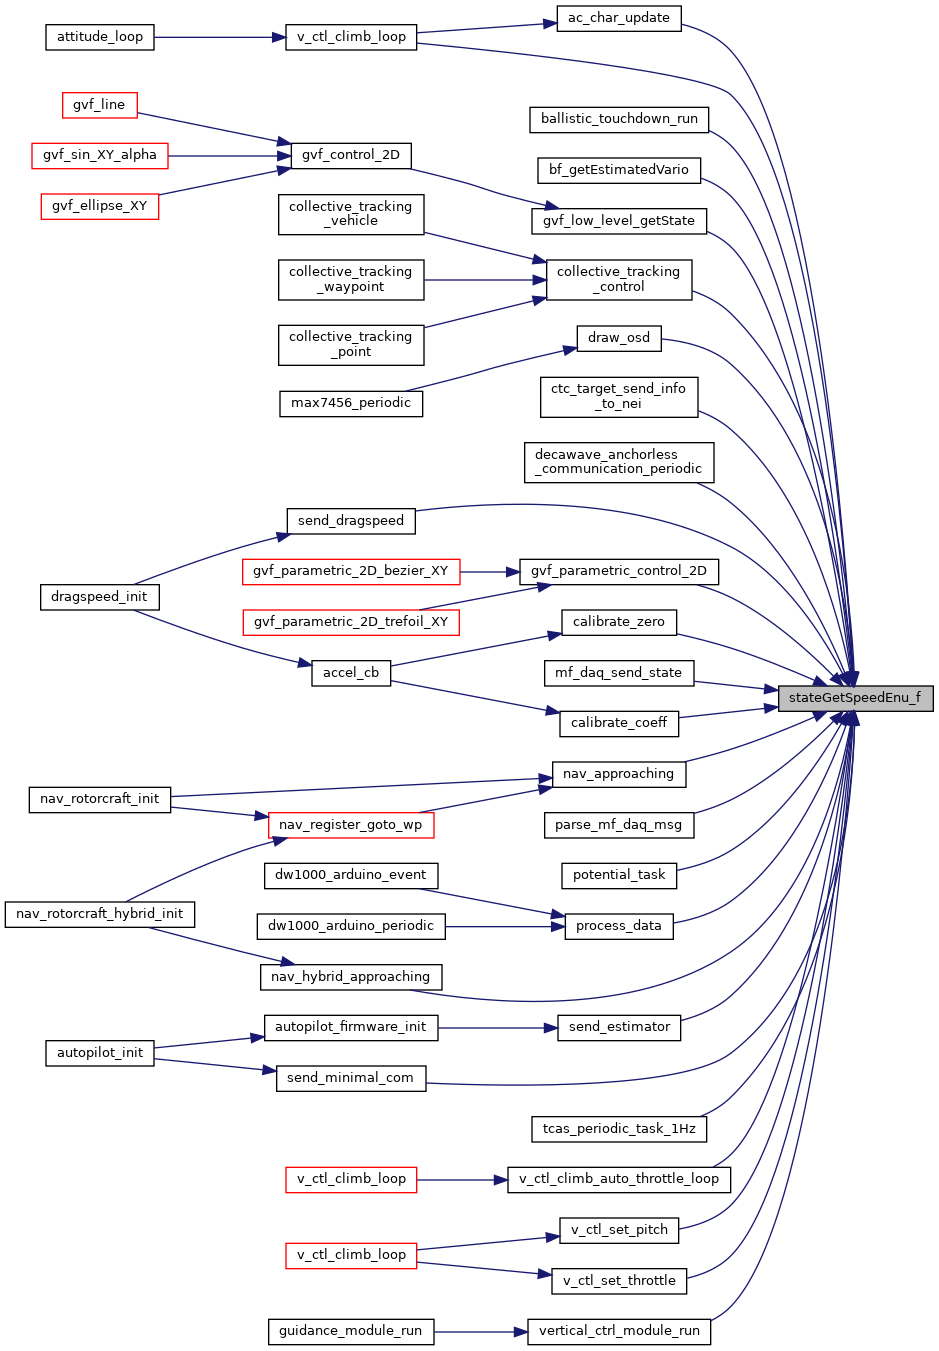 ac_char_update
attitude_loop
v_ctl_climb_loop
gvf_line
ballistic_touchdown_run
gvf_sin_XY_alpha
gvf_control_2D
bf_getEstimatedVario
gvf_ellipse_XY
collective_tracking
_vehicle
gvf_low_level_getState
collective_tracking
_waypoint
collective_tracking
_control
collective_tracking
_point
draw_osd
max7456_periodic
ctc_target_send_info
_to_nei
decawave_anchorless
_communication_periodic
send_dragspeed
gvf_parametric_2D_bezier_XY
gvf_parametric_control_2D
dragspeed_init
gvf_parametric_2D_trefoil_XY
calibrate_zero
accel_cb
mf_daq_send_state
stateGetSpeedEnu_f
calibrate_coeff
nav_approaching
nav_rotorcraft_init
nav_register_goto_wp
parse_mf_daq_msg
dw1000_arduino_event
potential_task
nav_rotorcraft_hybrid_init
dw1000_arduino_periodic
process_data
nav_hybrid_approaching
autopilot_firmware_init
send_estimator
autopilot_init
send_minimal_com
tcas_periodic_task_1Hz
v_ctl_climb_loop
v_ctl_climb_auto_throttle_loop
v_ctl_set_pitch
v_ctl_climb_loop
v_ctl_set_throttle
guidance_module_run
vertical_ctrl_module_run